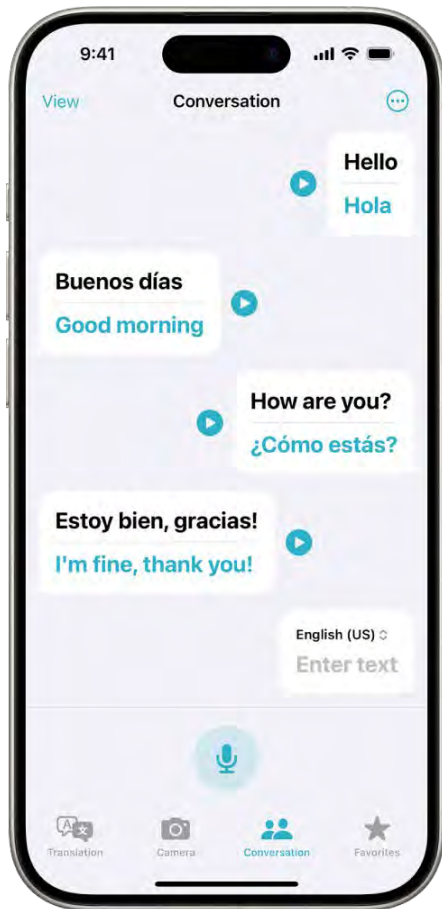 9:41
View Conversation
Hello
Hola
Buenos días
Good morning
How are you?
¿Cómo estás?
Estoy bien, gracias!
I'm fine, thank you!
English (US)
Enter text
Translation Camera Conversation Favorites